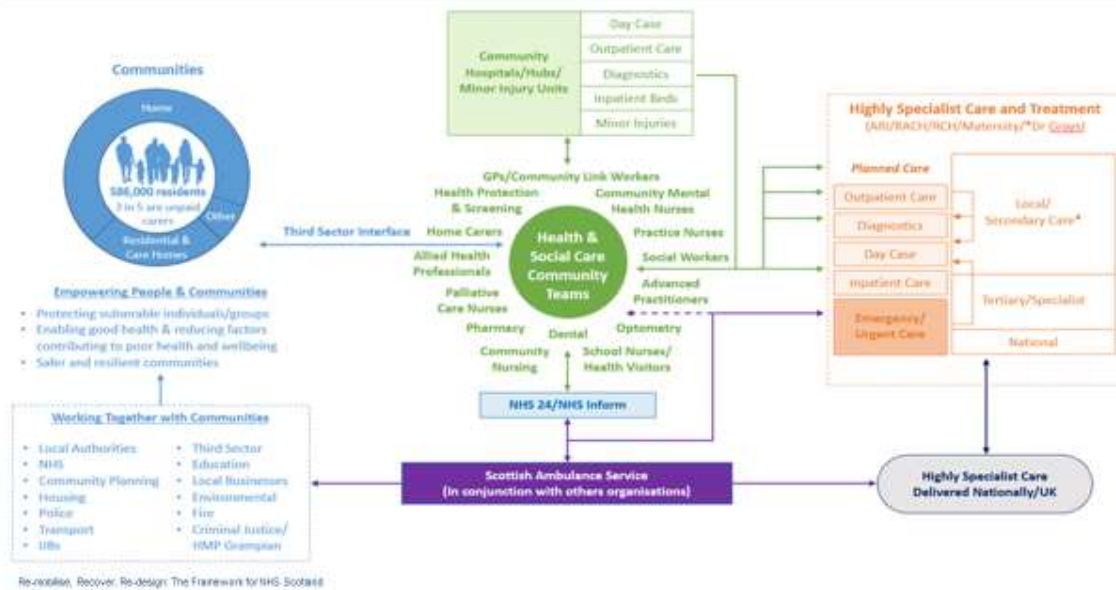 Communities
Home
586,000 residents
3 in 5 are unpaid
carers
Other
Residential &
Care Homes
Empowering People & Communities
• Protecting vulnerable individuals/groups
• Enabling good health & reducing factors
contributing to poor health and wellbeing
• Safer and resilient communities
Working Together with Communities
• Local Authorities
• NHS
• Community Planning
• Housing
• Police
• Transport
• IJBs
• Third Sector
• Education
• Local Businesses
• Environmental
• Fire
• Criminal Justice/
HMP Grampian
Third Sector Interface
Community
Hospitals/Hubs/
Minor Injury Units
Day Case
Outpatient Care
Diagnostics
Inpatient Beds
Minor Injuries
GPs/Community Link Workers
Health Protection
& Screening
Community Mental
Health Nurses
Home Carers
Practice Nurses
Allied Health
Professionals
Social Workers
Health &
Social Care
Community
Teams
Palliative
Care Nurses
Advanced
Practitioners
Pharmacy
Dental
Optometry
Community
Nursing
School Nurses/
Health Visitors
NHS 24/NHS Inform
Scottish Ambulance Service
(in conjunction with others organisations)
Highly Specialist Care and Treatment
(ARI/RACH/RCH/Maternity/*Dr Grays)
Planned Care
Outpatient Care
Diagnostics
Day Case
Inpatient Care
Emergency/
Urgent Care
Local/
Secondary Care*
Tertiary/Specialist
National
Highly Specialist Care
Delivered Nationally/UK
Re-mobilise, Recover, Re-design: The Framework for NHS Scotland